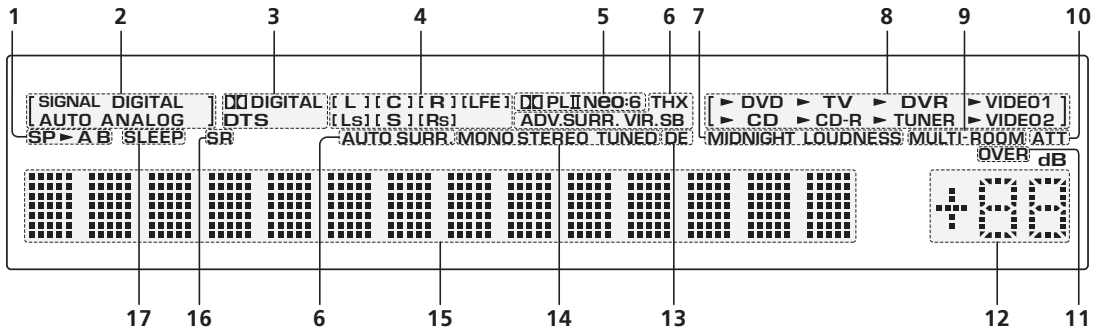 1 2 3 4 5 6 7 8 9 10
[ SIGNAL DIGITAL ] DIGITAL [ L ] [ C ] [ R ] [LFE] PLII Neo:6 THX [ ► DVD ► TV ► DVR ► VIDEO1 ]
AUTO ANALOG DTS [Ls] [ S ] [Rs] ADV.SURR. VIR.SB ► CD ► CD-R ► TUNER ► VIDEO2
SP ► A B SLEEP SR AUTO SURR. MONO STEREO TUNED DE MIDNIGHT LOUDNESS MULTI-ROOM ATT
OVER dB
17 16 6 15 14 13 12 11